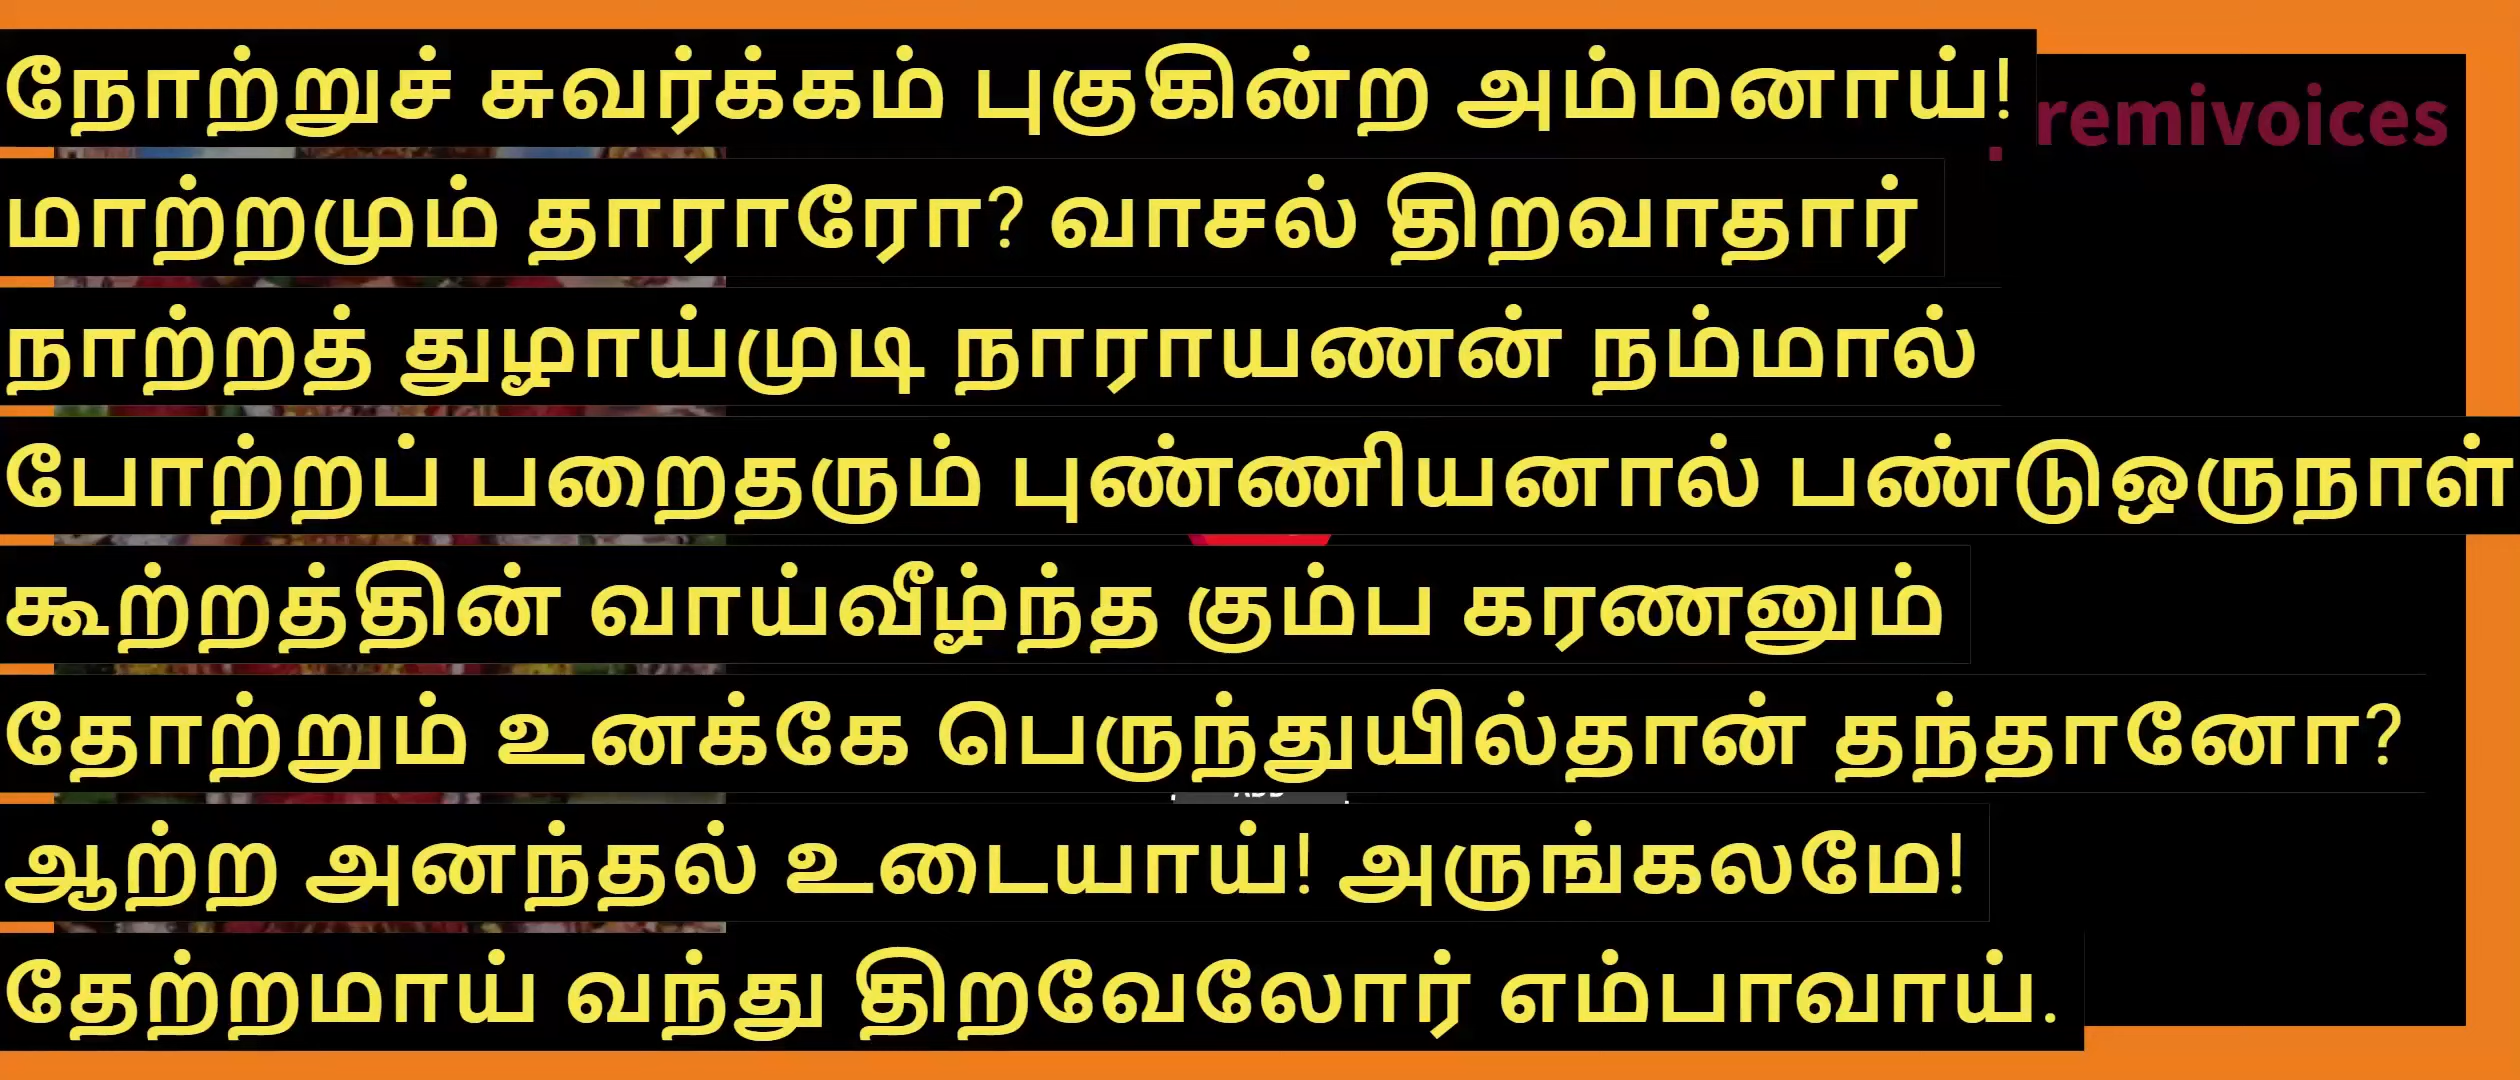 நோற்றுச் சுவர்க்கம் புகுகின்ற அம்மனாய்!
remivoices
மாற்றமும் தாராரோ? வாசல் திறவாதார்
நாற்றத் துழாய்முடி நாராயணன் நம்மால்
போற்றப் பறைதரும் புண்ணியனால் பண்டுஒருநாள்
கூற்றத்தின் வாய்வீழ்ந்த கும்ப கரணனும்
தோற்றும் உனக்கே பெருந்துயில்தான் தந்தானோ?
ஆற்ற அனந்தல் உடையாய்! அருங்கலமே!
தேற்றமாய் வந்து திறவேலோர் எம்பாவாய்.